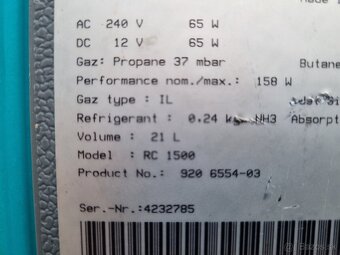 AC 240 V 65 W
DC 12 V 65 W
Gaz: Propane 37 mbar Butane
Performance nom./max.: 158 W
Gaz type : IL
Refrigerant : 0.24 NH3 Absorpt
Volume : 21 L
Model : RC 1500
Product No.: 920 6554-03
Ser.-Nr.:4232785